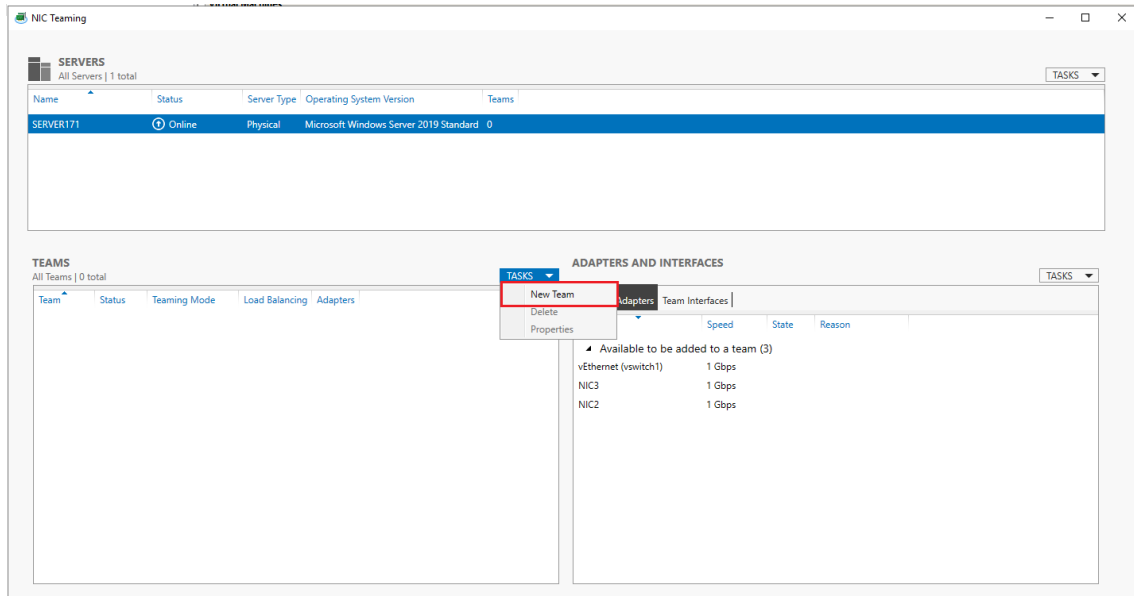 NIC Teaming
SERVERS
All Servers | 1 total
TASKS
Name Status Server Type Operating System Version Teams
SERVER171 Online Physical Microsoft Windows Server 2019 Standard 0
TEAMS
All Teams | 0 total
TASKS
Team Status Teaming Mode Load Balancing Adapters
New Team
Delete
Properties
ADAPTERS AND INTERFACES
TASKS
Adapters Team Interfaces
Speed State Reason
Available to be added to a team (3)
vEthernet (vswitch1) 1 Gbps
NIC3 1 Gbps
NIC2 1 Gbps